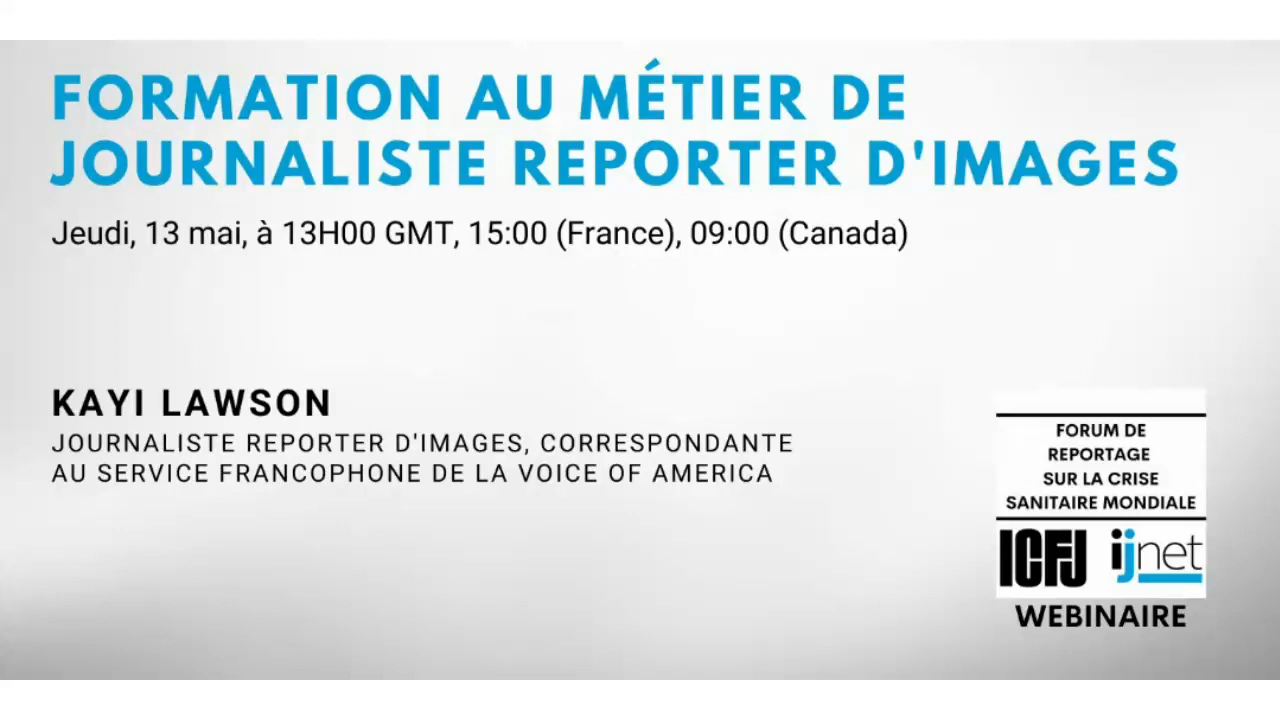 FORMATION AU MÉTIER DE
JOURNALISTE REPORTER D'IMAGES
Jeudi, 13 mai, à 13H00 GMT, 15:00 (France), 09:00 (Canada)
KAYI LAWSON
JOURNALISTE REPORTER D'IMAGES, CORRESPONDANTE
AU SERVICE FRANCOPHONE DE LA VOICE OF AMERICA
FORUM DE
REPORTAGE
SUR LA CRISE
SANITAIRE MONDIALE
ICFJ ijnet
WEBINAIRE